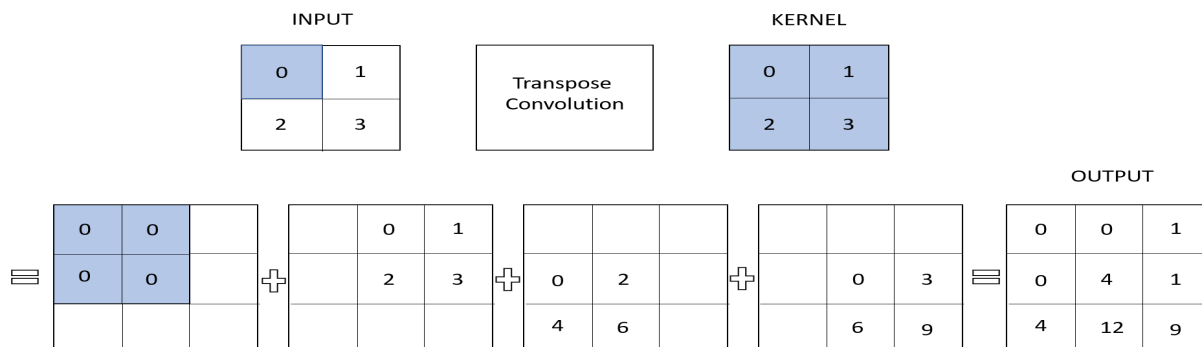 INPUT KERNEL
0 1 Transpose 0 1
Convolution
2 3 2 3
OUTPUT
0 0 0 1 0 0 1
= 0 0 + 2 3 + 0 2 + 0 3 = 0 4 1
4 6 6 9 4 12 9